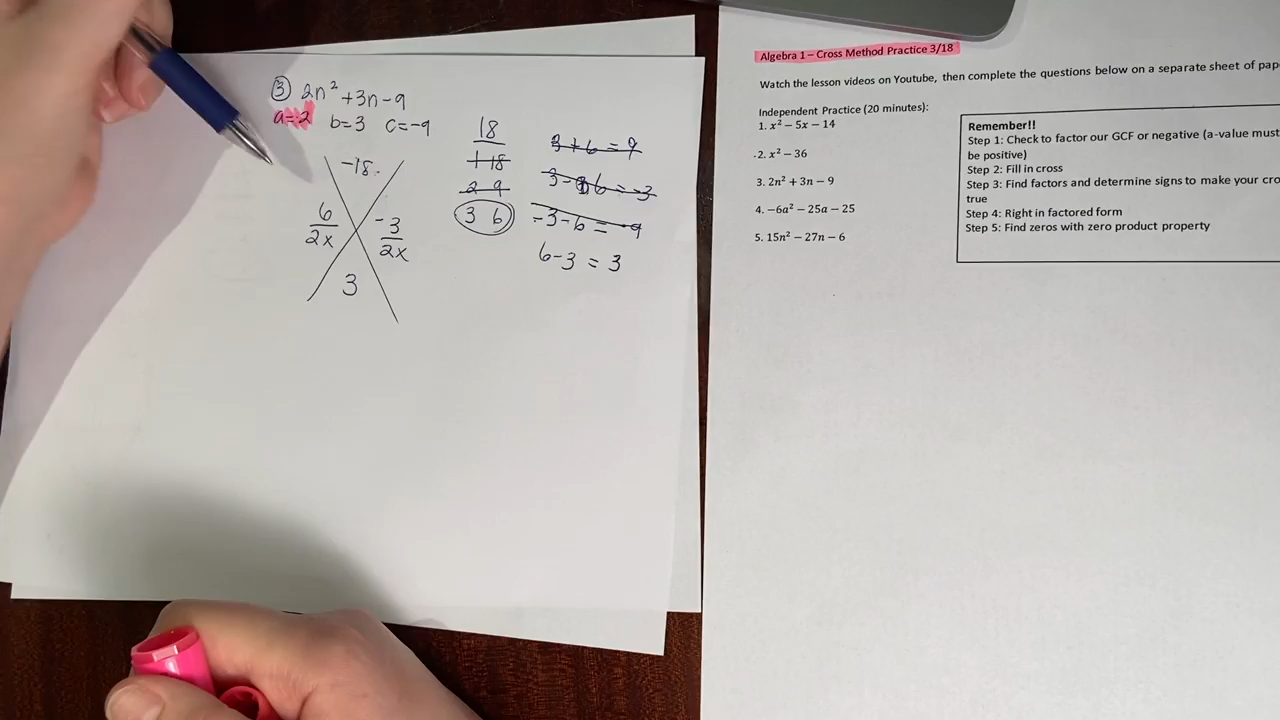 ③ 2n² +3n-9
a=2 b=3 c=-9
-18
6/2x -3/2x
3
18
1 18
2 9
3 6
3+6=9
-3-6=-9
6-3=3
Algebra 1 – Cross Method Practice 3/18
Watch the lesson videos on Youtube, then complete the questions below on a separate sheet of
Independent Practice (20 minutes):
1. x² − 5x − 14
2. x² − 36
3. 2n² + 3n − 9
4. −6a² − 25a − 25
5. 15n² − 27n − 6
Remember!!
Step 1: Check to factor our GCF or negative (a-value must
be positive)
Step 2: Fill in cross
Step 3: Find factors and determine signs to make your
true
Step 4: Right in factored form
Step 5: Find zeros with zero product property